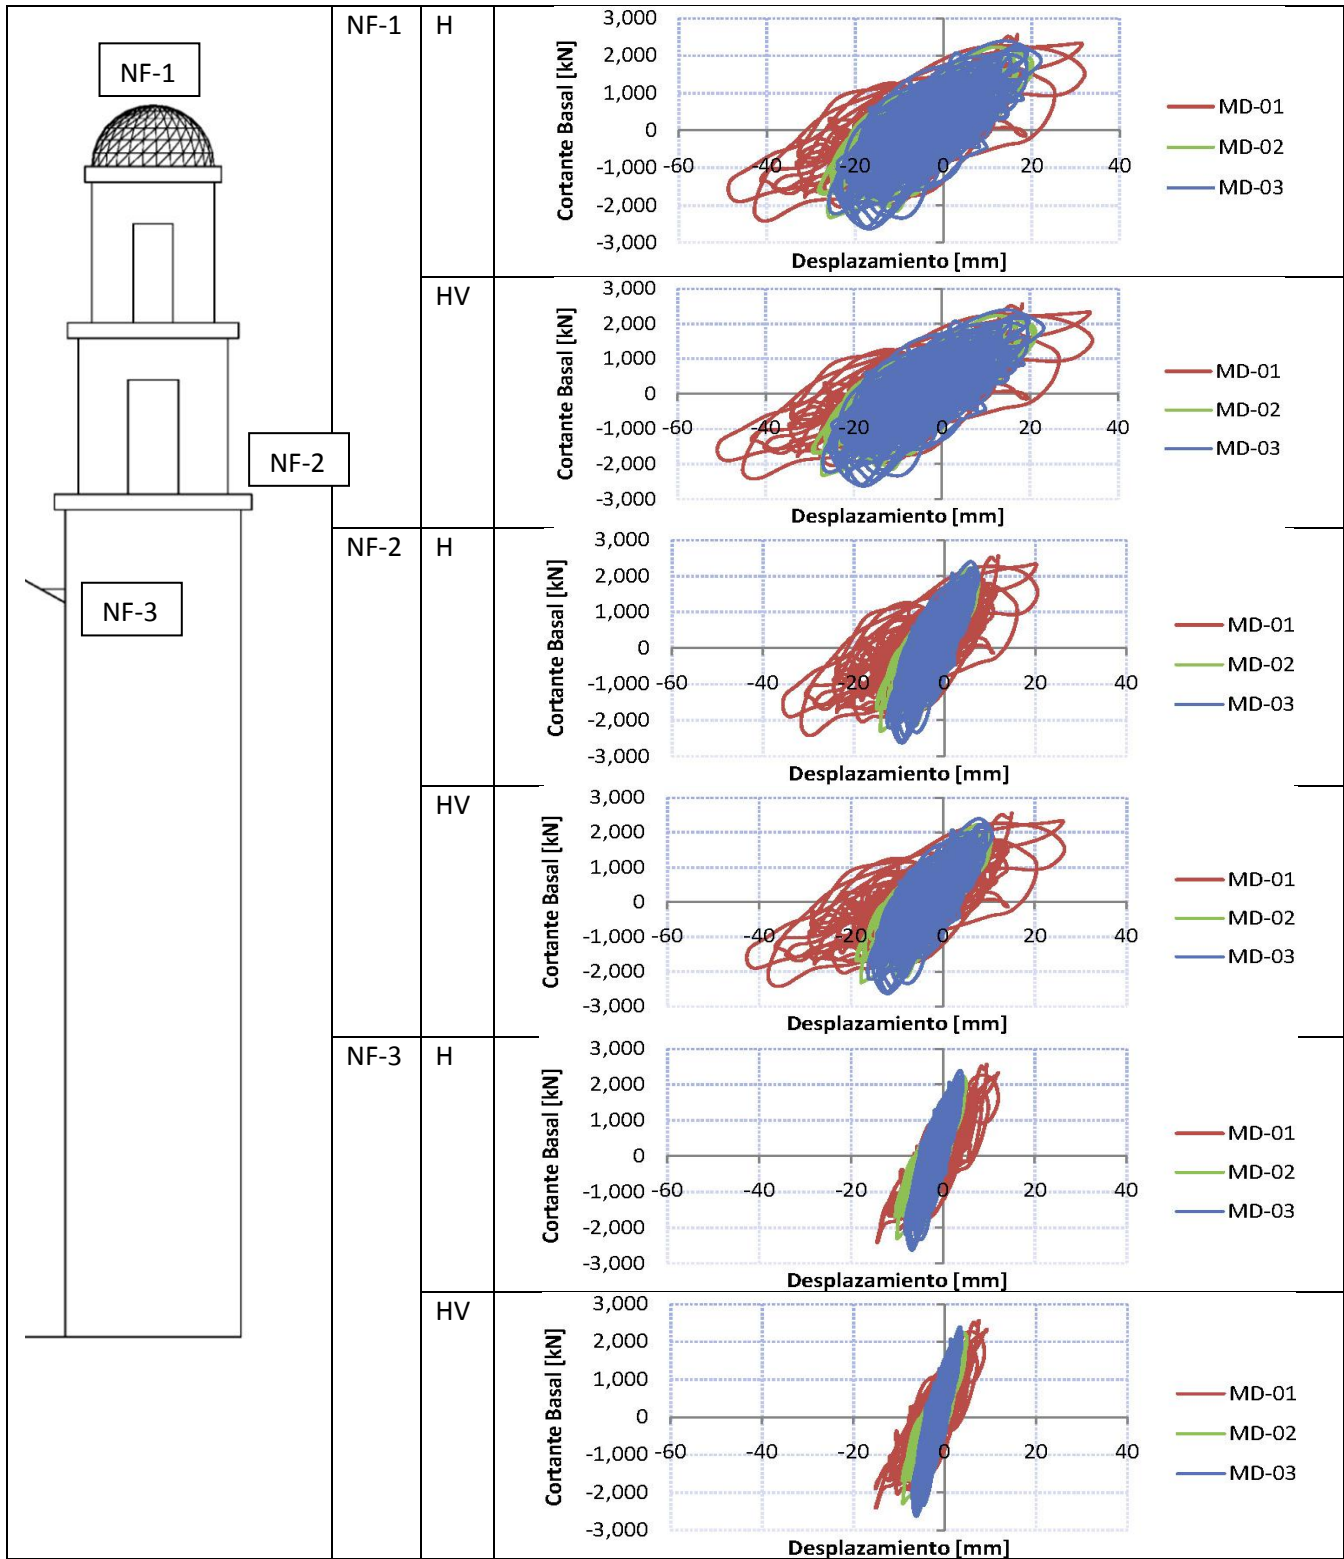 NF-1
NF-2
NF-3
NF-1 H
Cortante Basal [kN]
3,000
2,000
1,000
0
-1,000
-2,000
-3,000
-60 -40 -20 0 20 40
Desplazamiento [mm]
MD-01
MD-02
MD-03
HV
Cortante Basal [kN]
3,000
2,000
1,000
0
-1,000
-2,000
-3,000
-60 -40 -20 0 20 40
Desplazamiento [mm]
MD-01
MD-02
MD-03
NF-2 H
Cortante Basal [kN]
3,000
2,000
1,000
0
-1,000
-2,000
-3,000
-60 -40 -20 0 20 40
Desplazamiento [mm]
MD-01
MD-02
MD-03
HV
Cortante Basal [kN]
3,000
2,000
1,000
0
-1,000
-2,000
-3,000
-60 -40 -20 0 20 40
Desplazamiento [mm]
MD-01
MD-02
MD-03
NF-3 H
Cortante Basal [kN]
3,000
2,000
1,000
0
-1,000
-2,000
-3,000
-60 -40 -20 0 20 40
Desplazamiento [mm]
MD-01
MD-02
MD-03
HV
Cortante Basal [kN]
3,000
2,000
1,000
0
-1,000
-2,000
-3,000
-60 -40 -20 0 20 40
Desplazamiento [mm]
MD-01
MD-02
MD-03